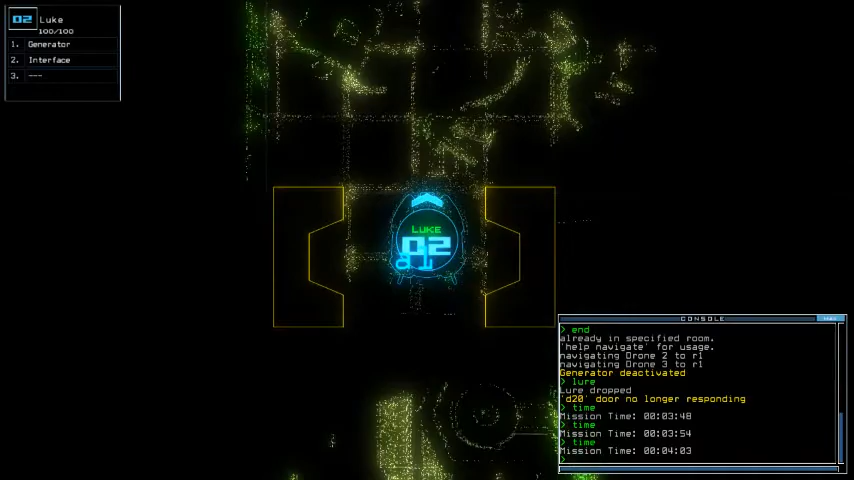 02 Luke
100/100
1. Generator
2. Interface
3. ---
LUKE
02
CONSOLE
> end
already in specified room.
'help navigate' for usage.
navigating Drone 2 to r1
navigating Drone 3 to r1
Generator deactivated
> lure
Lure dropped
'd20' door no longer responding
> time
Mission Time: 00:03:48
> time
Mission Time: 00:03:54
> time
Mission Time: 00:04:03
>